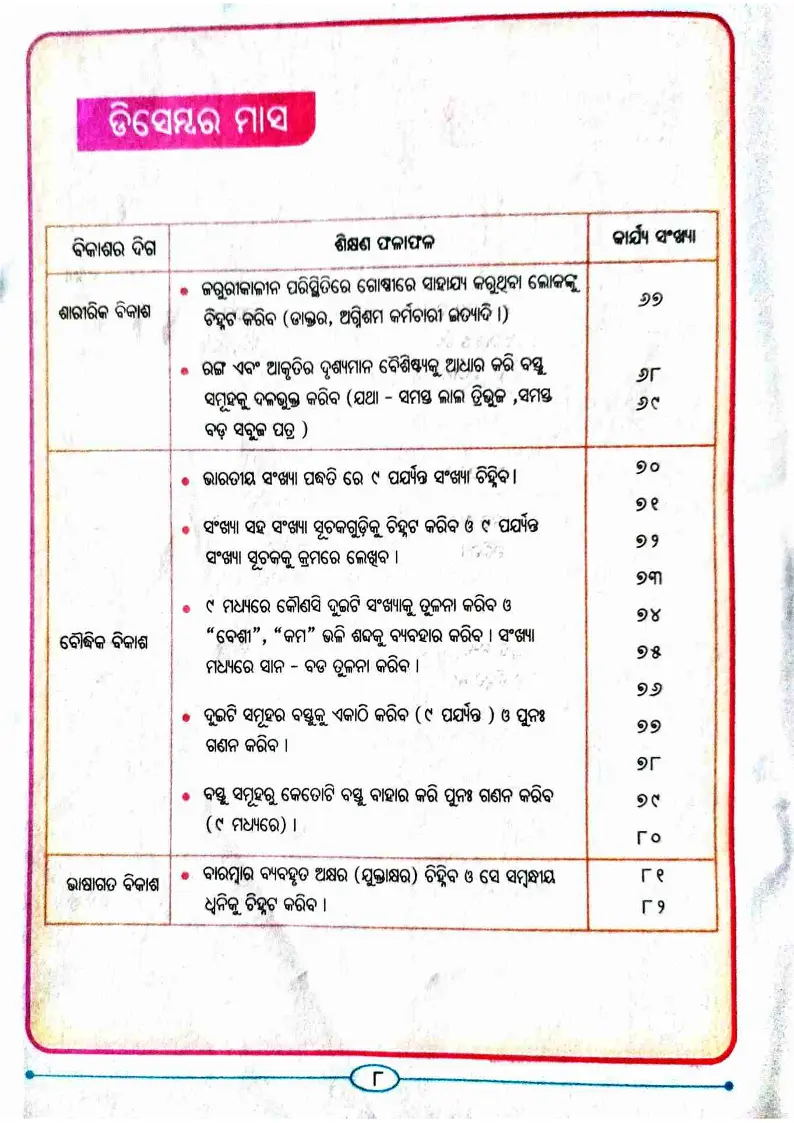 ଡିସେମ୍ବର ମାସ
ବିକାଶର ଦିଗ
ଶିକ୍ଷଣ ଫଳାଫଳ
କାର୍ଯ୍ୟ ସଂଖ୍ୟା
ଶାରୀରିକ ବିକାଶ
• ଜରୁରୀକାଳୀନ ପରିସ୍ଥିତିରେ ଗୋଷ୍ଠୀରେ ସାହାଯ୍ୟ କରୁଥିବା ଲୋକଙ୍କୁ
ଚିହ୍ନଟ କରିବ (ଡାକ୍ତର, ଅଗ୍ନିଶମ କର୍ମଚାରୀ ଇତ୍ୟାଦି ।)
୬୭
• ରଙ୍ଗ ଏବଂ ଆକୃତିର ଦୃଶ୍ୟମାନ ବୈଶିଷ୍ଟ୍ୟକୁ ଆଧାର କରି ବସ୍ତୁ
ସମୂହକୁ ଦଳଭୁକ୍ତ କରିବ (ଯଥା - ସମସ୍ତ ଲାଲ ତ୍ରିଭୁଜ ,ସମସ୍ତ
ବଡ଼ ସବୁଜ ପତ୍ର )
୬୮
୬୯
ବୌଦ୍ଧିକ ବିକାଶ
• ଭାରତୀୟ ସଂଖ୍ୟା ପଦ୍ଧତି ରେ ୯ ପର୍ଯ୍ୟନ୍ତ ସଂଖ୍ୟା ଚିହ୍ନିବ।
• ସଂଖ୍ୟା ସହ ସଂଖ୍ୟା ସୂଚକଗୁଡ଼ିକୁ ଚିହ୍ନଟ କରିବ ଓ ୯ ପର୍ଯ୍ୟନ୍ତ
ସଂଖ୍ୟା ସୂଚକକୁ କ୍ରମରେ ଲେଖିବ ।
• ୯ ମଧ୍ୟରେ କୌଣସି ଦୁଇଟି ସଂଖ୍ୟାକୁ ତୁଳନା କରିବ ଓ
“ବେଶୀ”, “କମ” ଭଳି ଶବ୍ଦକୁ ବ୍ୟବହାର କରିବ । ସଂଖ୍ୟା
ମଧ୍ୟରେ ସାନ - ବଡ ତୁଳନା କରିବ ।
• ଦୁଇଟି ସମୂହର ବସ୍ତୁକୁ ଏକାଠି କରିବ (୯ ପର୍ଯ୍ୟନ୍ତ ) ଓ ପୁନଃ
ଗଣନ କରିବ ।
• ବସ୍ତୁ ସମୂହରୁ କେତୋଟି ବସ୍ତୁ ବାହାର କରି ପୁନଃ ଗଣନ କରିବ
(୯ ମଧ୍ୟରେ) ।
୭୦
୭୧
୭୨
୭୩
୭୪
୭୫
୭୬
୭୭
୭୮
୭୯
୮୦
ଭାଷାଗତ ବିକାଶ
• ବାରମ୍ବାର ବ୍ୟବହୃତ ଅକ୍ଷର (ଯୁକ୍ତାକ୍ଷର) ଚିହ୍ନିବ ଓ ସେ ସମ୍ବନ୍ଧୀୟ
ଧ୍ୱନିକୁ ଚିହ୍ନଟ କରିବ ।
୮୧
୮୨
୮